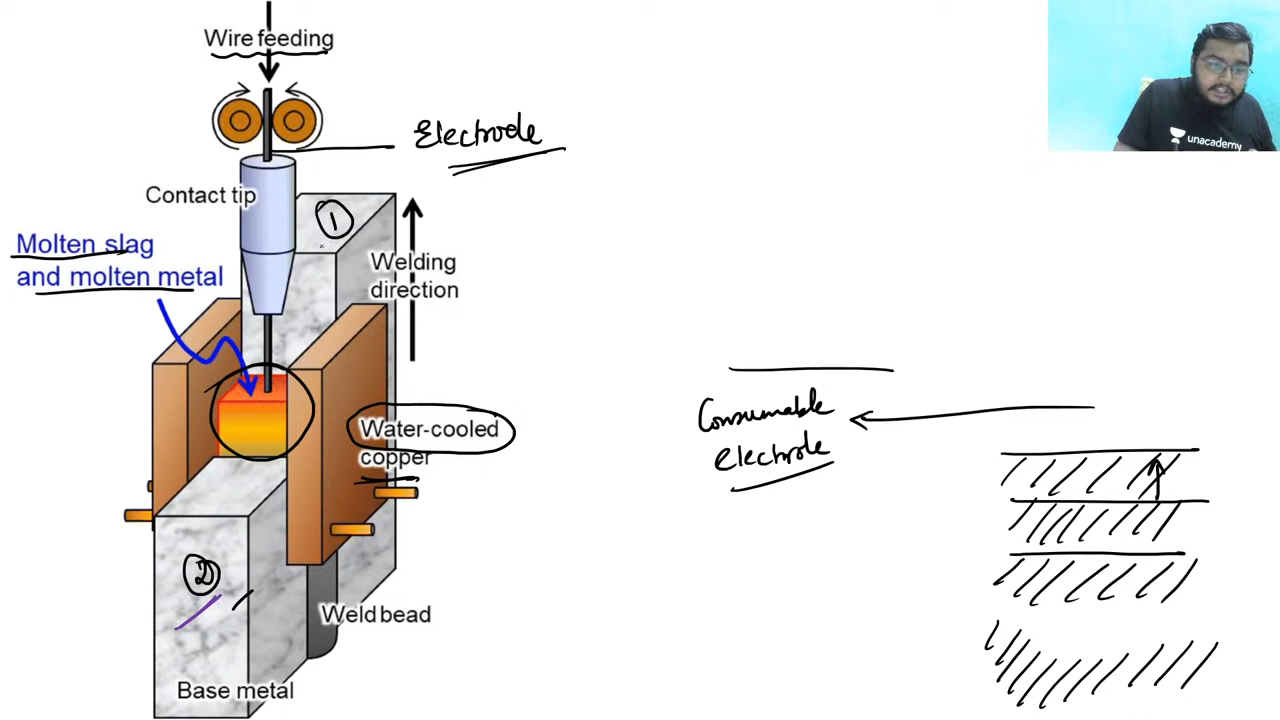 Wire feeding
Electrode
Contact tip
1
Molten slag
and molten metal
Welding
direction
Water-cooled
copper
Consumable
electrode
2
Weld bead
Base metal
unacademy